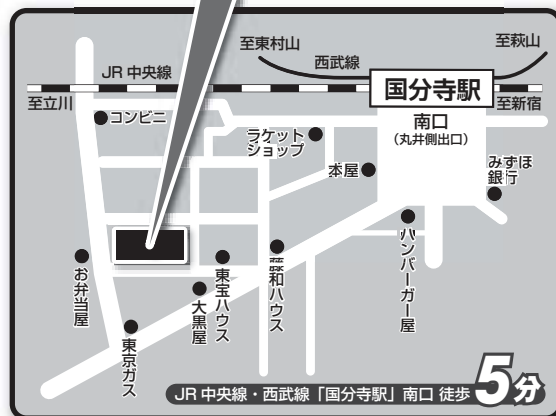 至東村山
至萩山
JR 中央線
西武線
国分寺駅
至立川
至新宿
コンビニ
南口
(丸井側出口)
ラケット
ショップ
本屋
みずほ
銀行
ハンバーガー屋
お弁当屋
東宝ハウス
藤和ハウス
大黒屋
東京ガス
JR 中央線・西武線「国分寺駅」南口 徒歩 5分